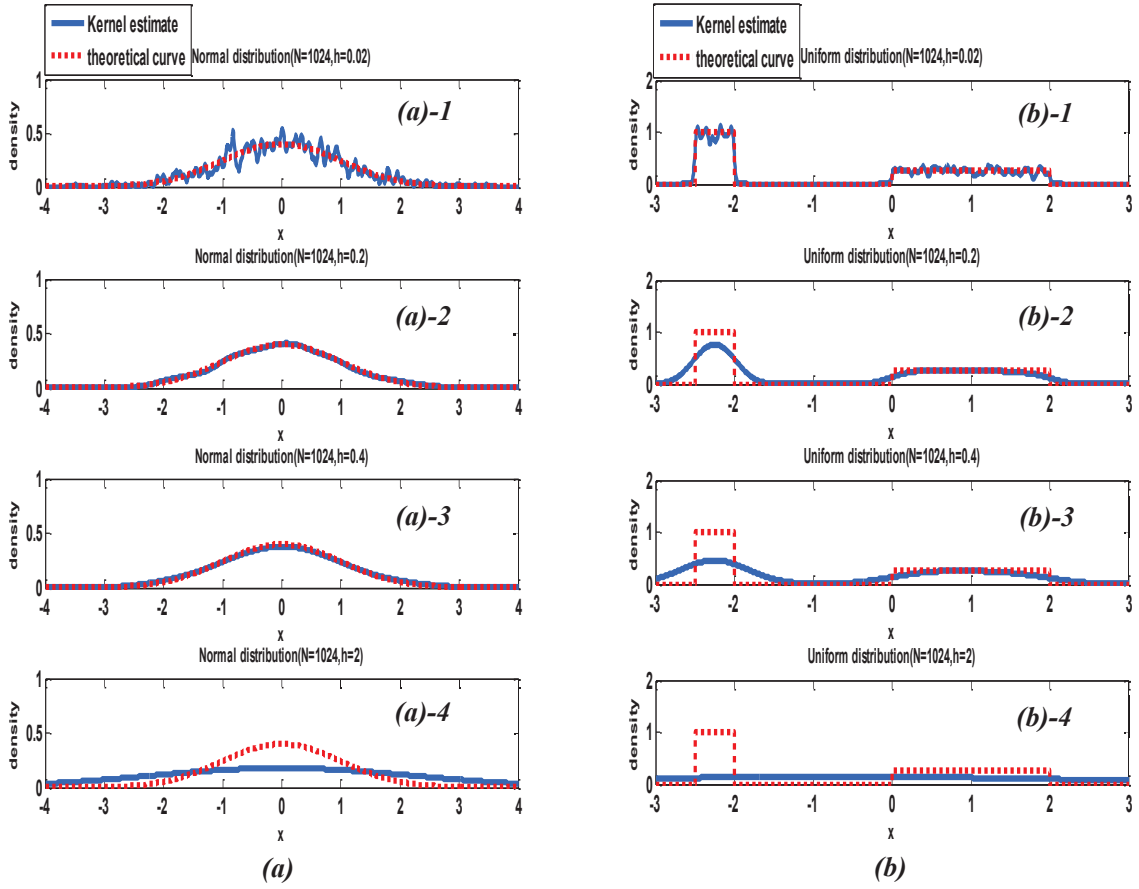 Kernel estimate
theoretical curve
Normal distribution(N=1024,h=0.02)
1
0.5
0
density
(a)-1
-4 -3 -2 -1 0 1 2 3 4
x
Normal distribution(N=1024,h=0.2)
1
0.5
0
density
(a)-2
-4 -3 -2 -1 0 1 2 3 4
x
Normal distribution(N=1024,h=0.4)
1
0.5
0
density
(a)-3
-4 -3 -2 -1 0 1 2 3 4
x
Normal distribution(N=1024,h=2)
1
0.5
0
density
(a)-4
-4 -3 -2 -1 0 1 2 3 4
x
(a)
Kernel estimate
theoretical curve
Uniform distribution(N=1024,h=0.02)
2
1
0
density
(b)-1
-3 -2 -1 0 1 2 3
x
Uniform distribution(N=1024,h=0.2)
2
1
0
density
(b)-2
-3 -2 -1 0 1 2 3
x
Uniform distribution(N=1024,h=0.4)
2
1
0
density
(b)-3
-3 -2 -1 0 1 2 3
x
Uniform distribution(N=1024,h=2)
2
1
0
density
(b)-4
-3 -2 -1 0 1 2 3
x
(b)